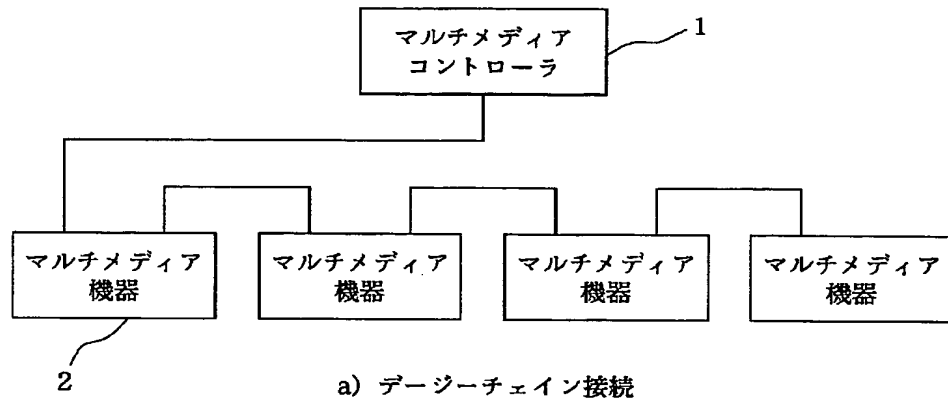 マルチメディア
コントローラ
1
マルチメディア
機器
マルチメディア
機器
マルチメディア
機器
マルチメディア
機器
2
a) デージーチェイン接続